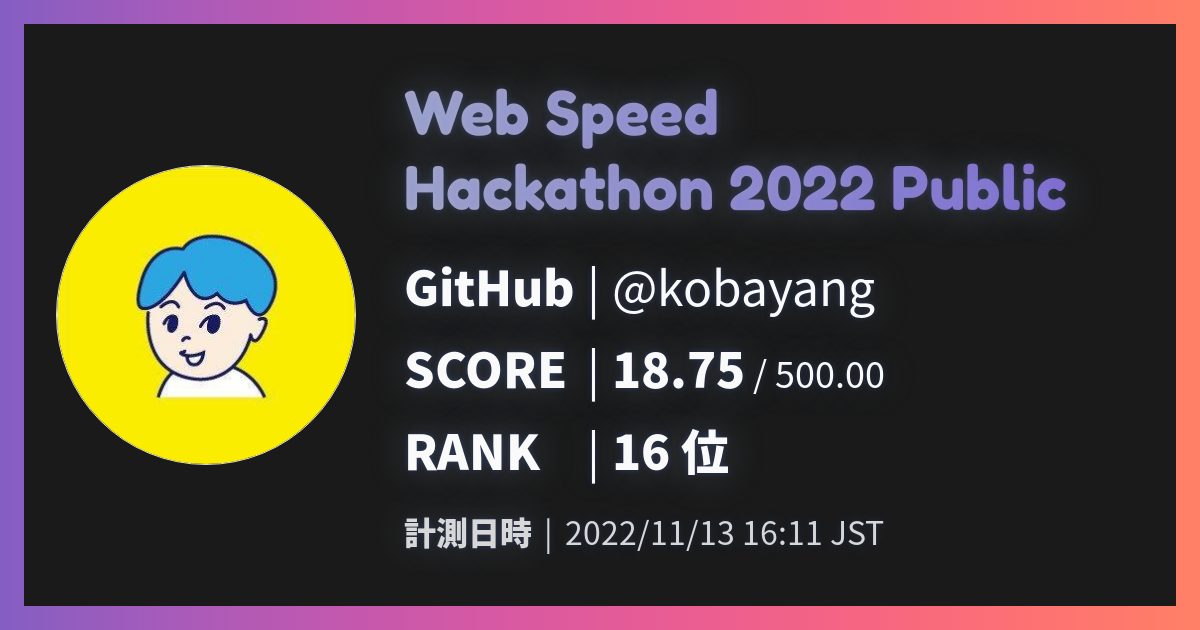 Web Speed
Hackathon 2022 Public
GitHub | @kobayang
SCORE | 18.75 / 500.00
RANK | 16 位
計測日時 | 2022/11/13 16:11 JST